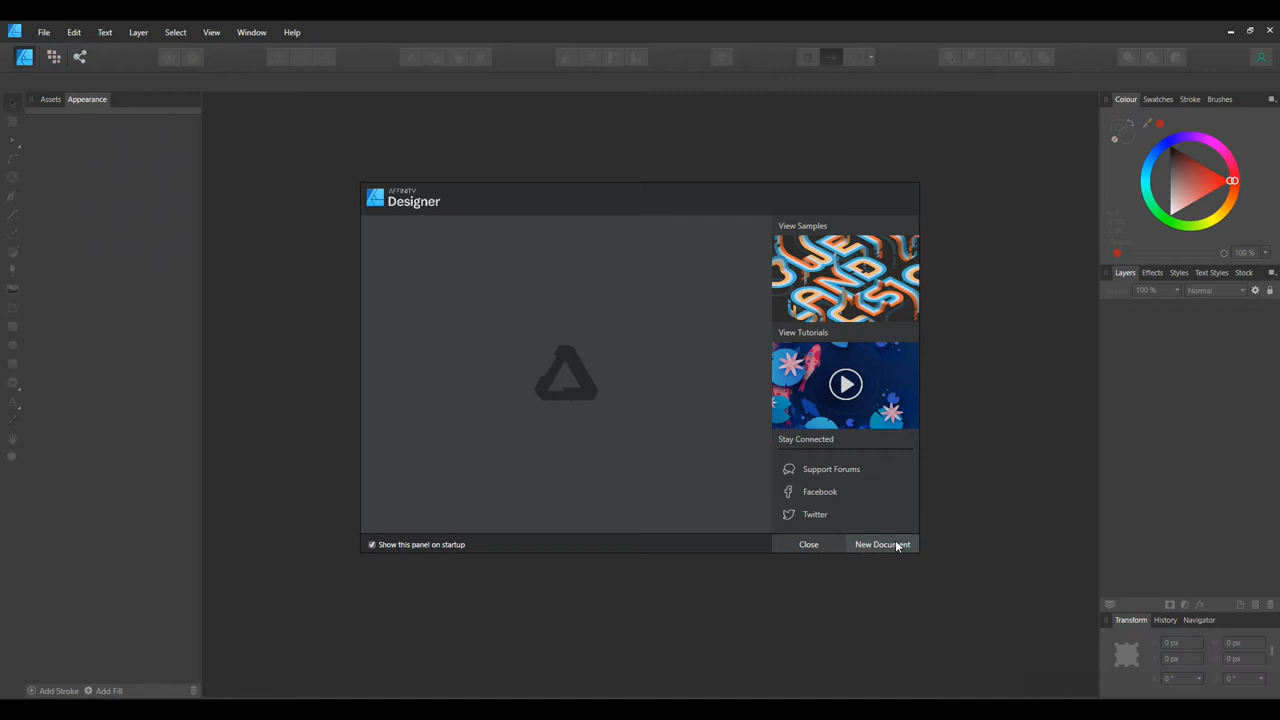 File Edit Text Layer Select View Window Help
Assets Appearance
Colour Swatches Stroke Brushes
100 %
Layers Effects Styles Text Styles Stock
100 % Normal
AFFINITY
Designer
View Samples
View Tutorials
Stay Connected
Support Forums
Facebook
Twitter
Show this panel on startup
Close New Document
Transform History Navigator
0 px 0 px
0 px 0 px
0 ° 0 °
Add Stroke Add Fill